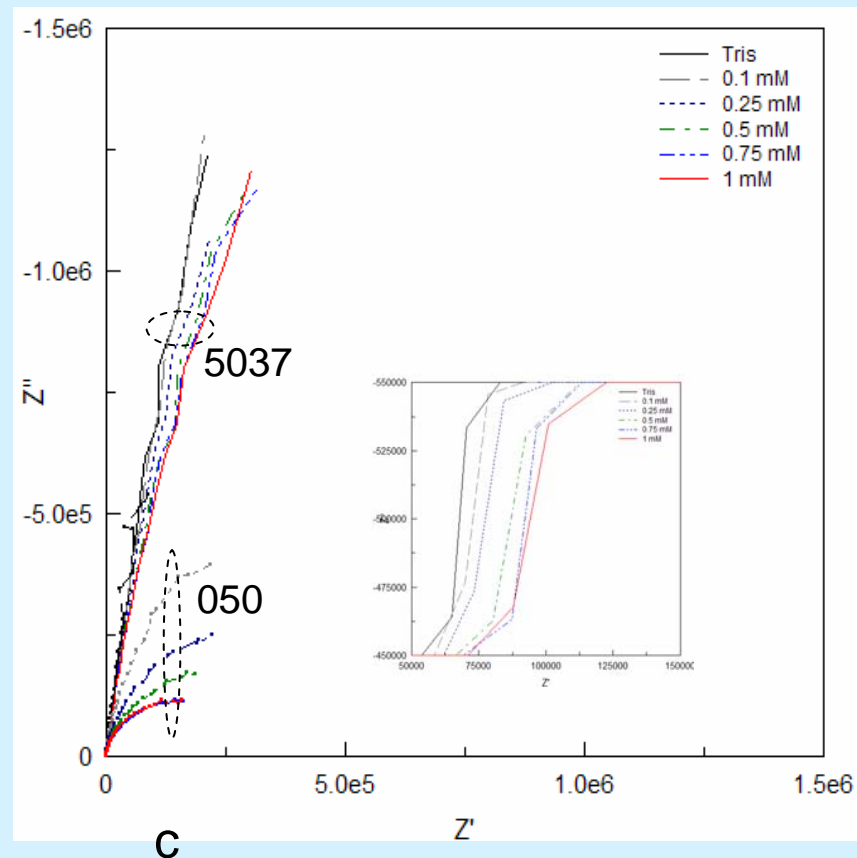 -1.5e6
-1.0e6
-5.0e5
0
Z''
0
5.0e5
1.0e6
1.5e6
Z'
Tris
0.1 mM
0.25 mM
0.5 mM
0.75 mM
1 mM
5037
050
-550000
-525000
-475000
-450000
50000
75000
100000
125000
Z'
Tris
0.1 mM
0.25 mM
0.5 mM
0.75 mM
1 mM
c